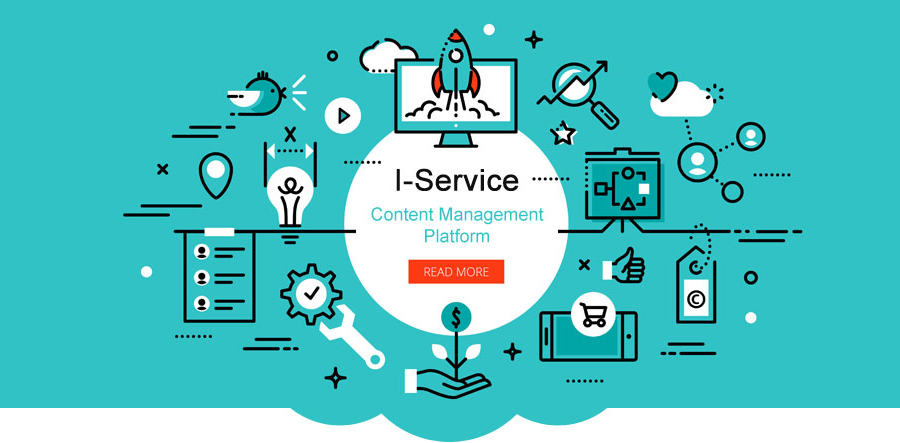 I-Service
Content Management
Platform
READ MORE
$
©